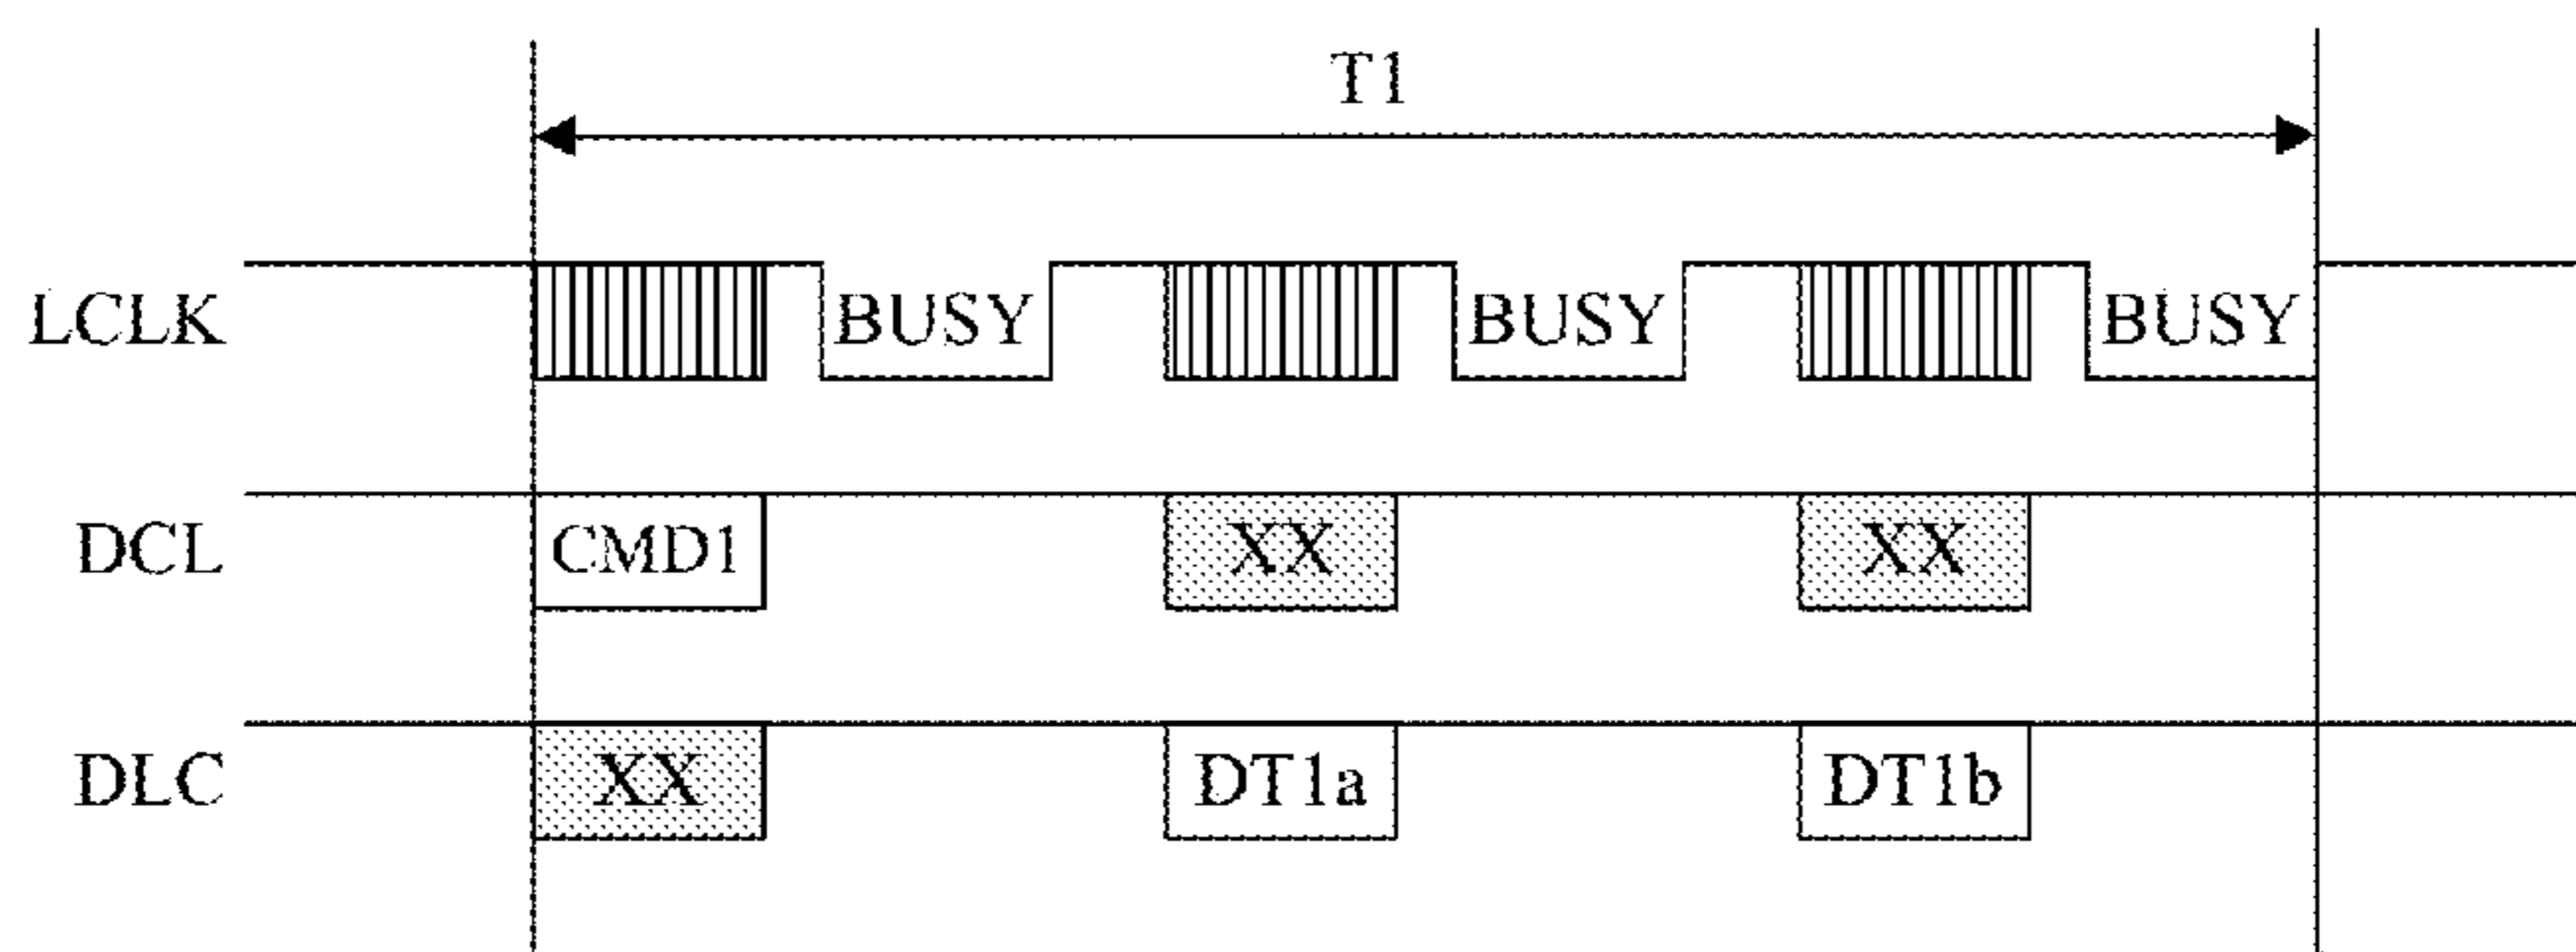 T1
LCLK BUSY BUSY BUSY
DCL CMD1 XX XX
DLC XX DT1a DT1b